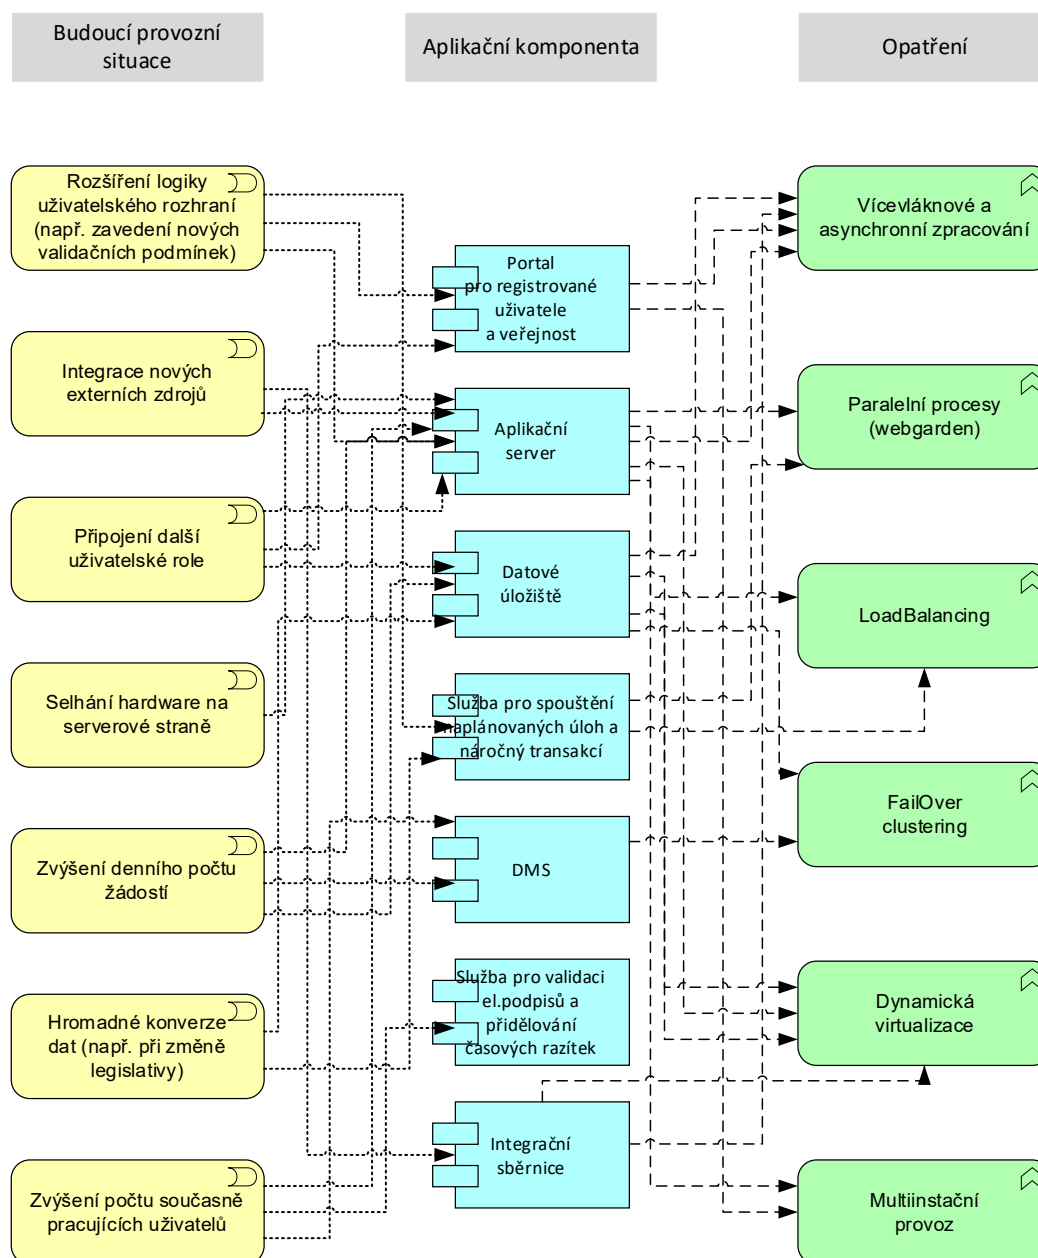 Budoucí provozní
situace
Aplikační komponenta
Opatření
Rozšíření logiky
uživatelského rozhraní
(např. zavedení nových
validačních podmínek)
Integrace nových
externích zdrojů
Připojení další
uživatelské role
Selhání hardware na
serverové straně
Zvýšení denního počtu
žádostí
Hromadné konverze
dat (např. při změně
legislativy)
Zvýšení počtu současně
pracujících uživatelů
Portal
pro registrované
uživatele
a veřejnost
Aplikační
server
Datové
úložiště
Služba pro spouštění
naplánovaných úloh a
náročný transakcí
DMS
Služba pro validaci
el.podpisů a
přidělování
časových razítek
Integrační
sběrnice
Vícevláknové a
asynchronní zpracování
Paralelní procesy
(webgarden)
LoadBalancing
FailOver
clustering
Dynamická
virtualizace
Multiinstační
provoz